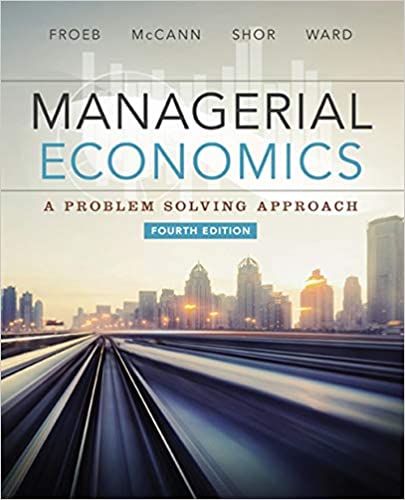 FROEB McCANN SHOR WARD
MANAGERIAL
ECONOMICS
A PROBLEM SOLVING APPROACH
FOURTH EDITION